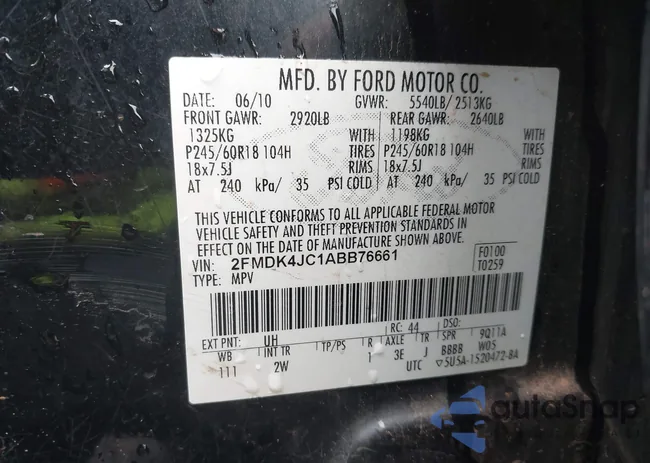 MFD. BY FORD MOTOR CO.
DATE: 06/10 GVWR: 5540LB/ 2513KG
FRONT GAWR: 2920LB REAR GAWR: 2640LB
1325KG WITH 1198KG WITH
P245/60R18 104H TIRES P245/60R18 104H TIRES
18x7.5J RIMS 18x7.5J RIMS
AT 240 kPa/ 35 PSI COLD AT 240 kPa/ 35 PSI COLD
THIS VEHICLE CONFORMS TO ALL APPLICABLE FEDERAL MOTOR
VEHICLE SAFETY AND THEFT PREVENTION STANDARDS IN
EFFECT ON THE DATE OF MANUFACTURE SHOWN ABOVE.
VIN: 2FMDK4JC1ABB76661 F0100
TYPE: MPV T0259
EXT PNT: UH RC: 44 DSO:
WB INT TR TP/PS R AXLE TR SPR 9Q11A
111 2W 1 3E J BBBB W05
UTC ▽5U5A-1520472-BA
autoSnap